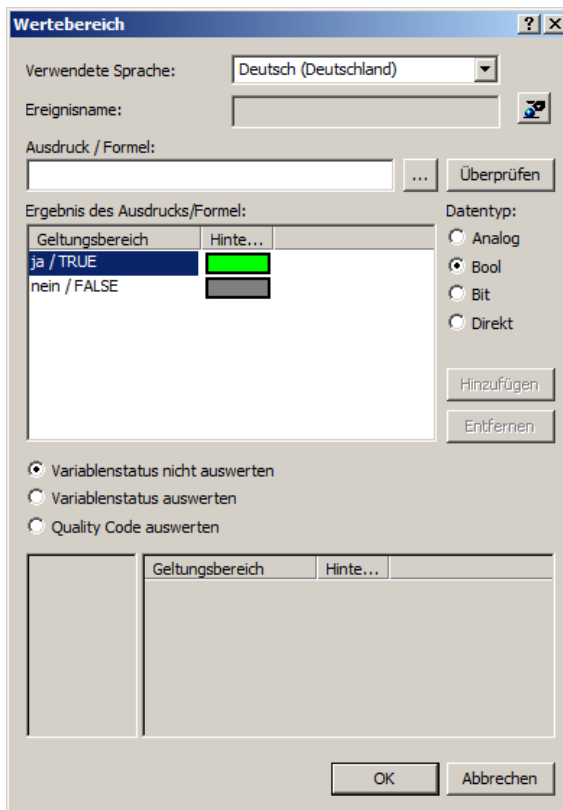 Wertebereich
Verwendete Sprache: Deutsch (Deutschland)
Ereignisname:
Ausdruck / Formel:
... Überprüfen
Ergebnis des Ausdrucks/Formel: Datentyp:
Geltungsbereich Hinte...
Analog
ja / TRUE
Bool
nein / FALSE
Bit
Direkt
Hinzufügen
Entfernen
Variablenstatus nicht auswerten
Variablenstatus auswerten
Quality Code auswerten
Geltungsbereich Hinte...
OK Abbrechen